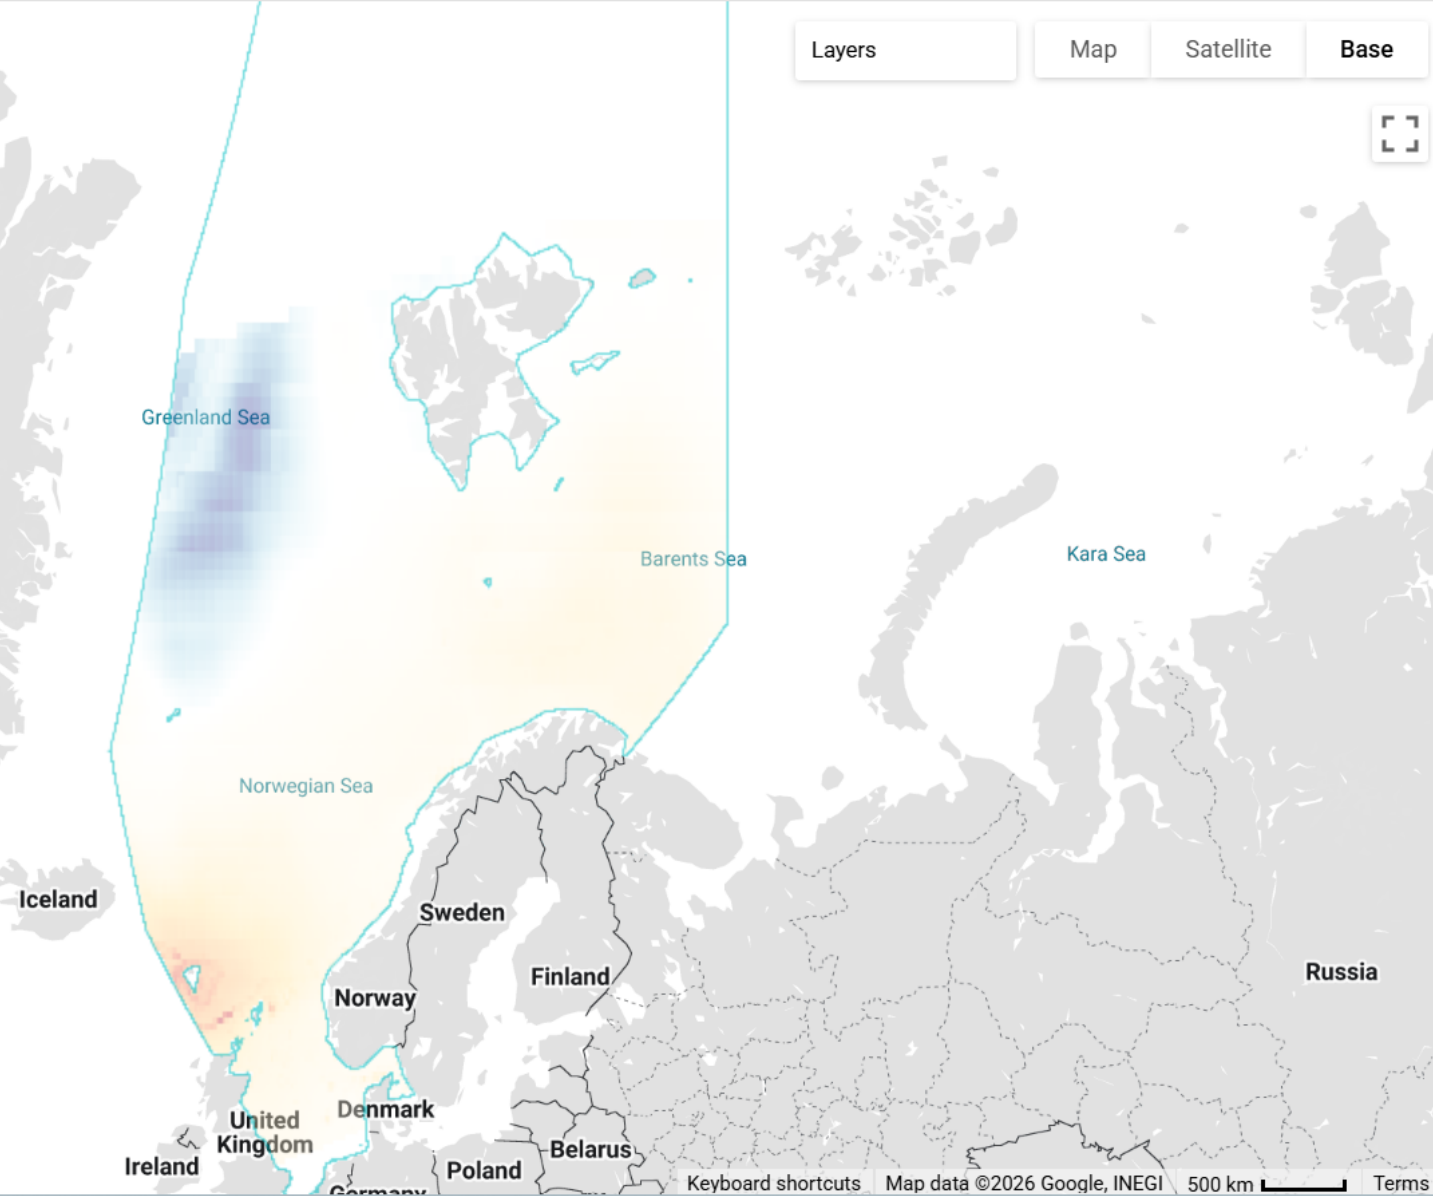 Layers
Map
Satellite
Base
Greenland Sea
Barents Sea
Kara Sea
Norwegian Sea
Iceland
Sweden
Finland
Norway
Russia
Denmark
United
Kingdom
Ireland
Belarus
Poland
Germany
Keyboard shortcuts
Map data ©2026 Google, INEGI
500 km
Terms